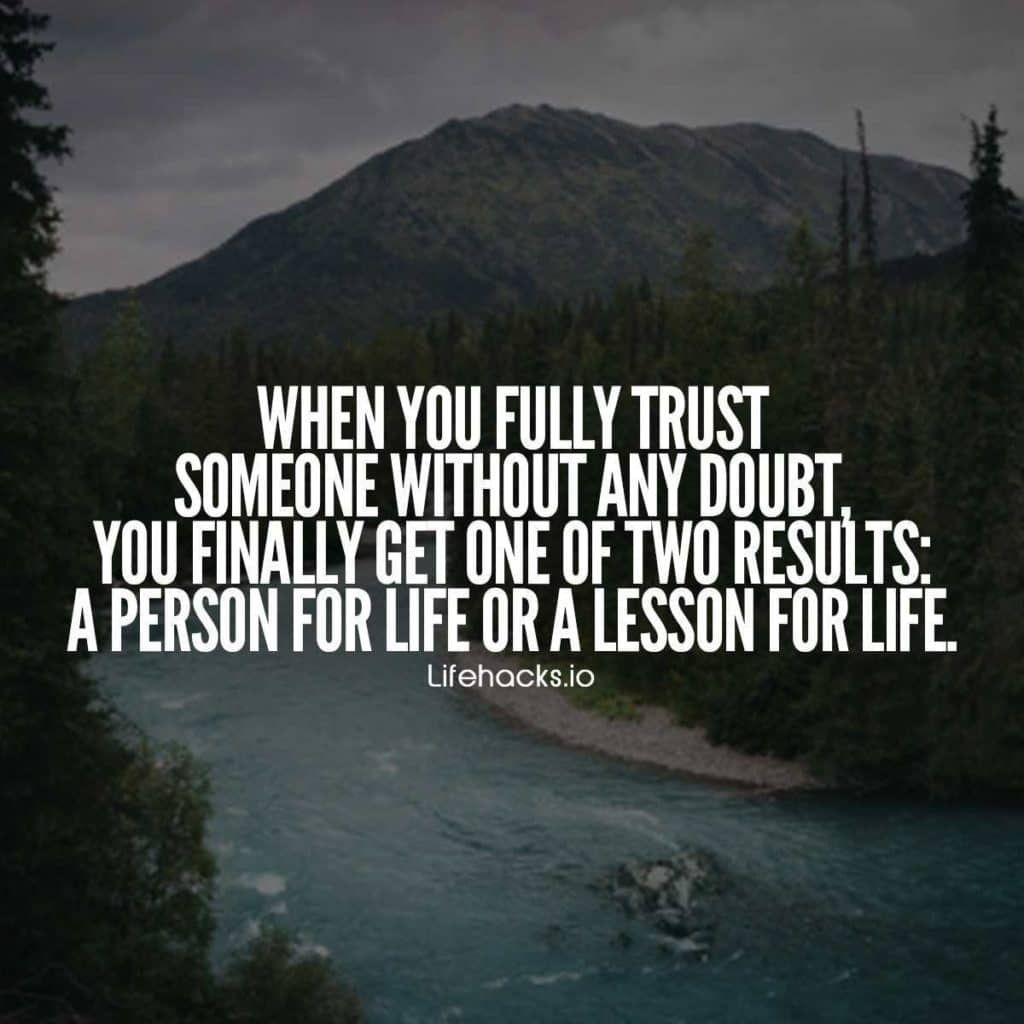 WHEN YOU FULLY TRUST
SOMEONE WITHOUT ANY DOUBT,
YOU FINALLY GET ONE OF TWO RESULTS:
A PERSON FOR LIFE OR A LESSON FOR LIFE.
Lifehacks.io